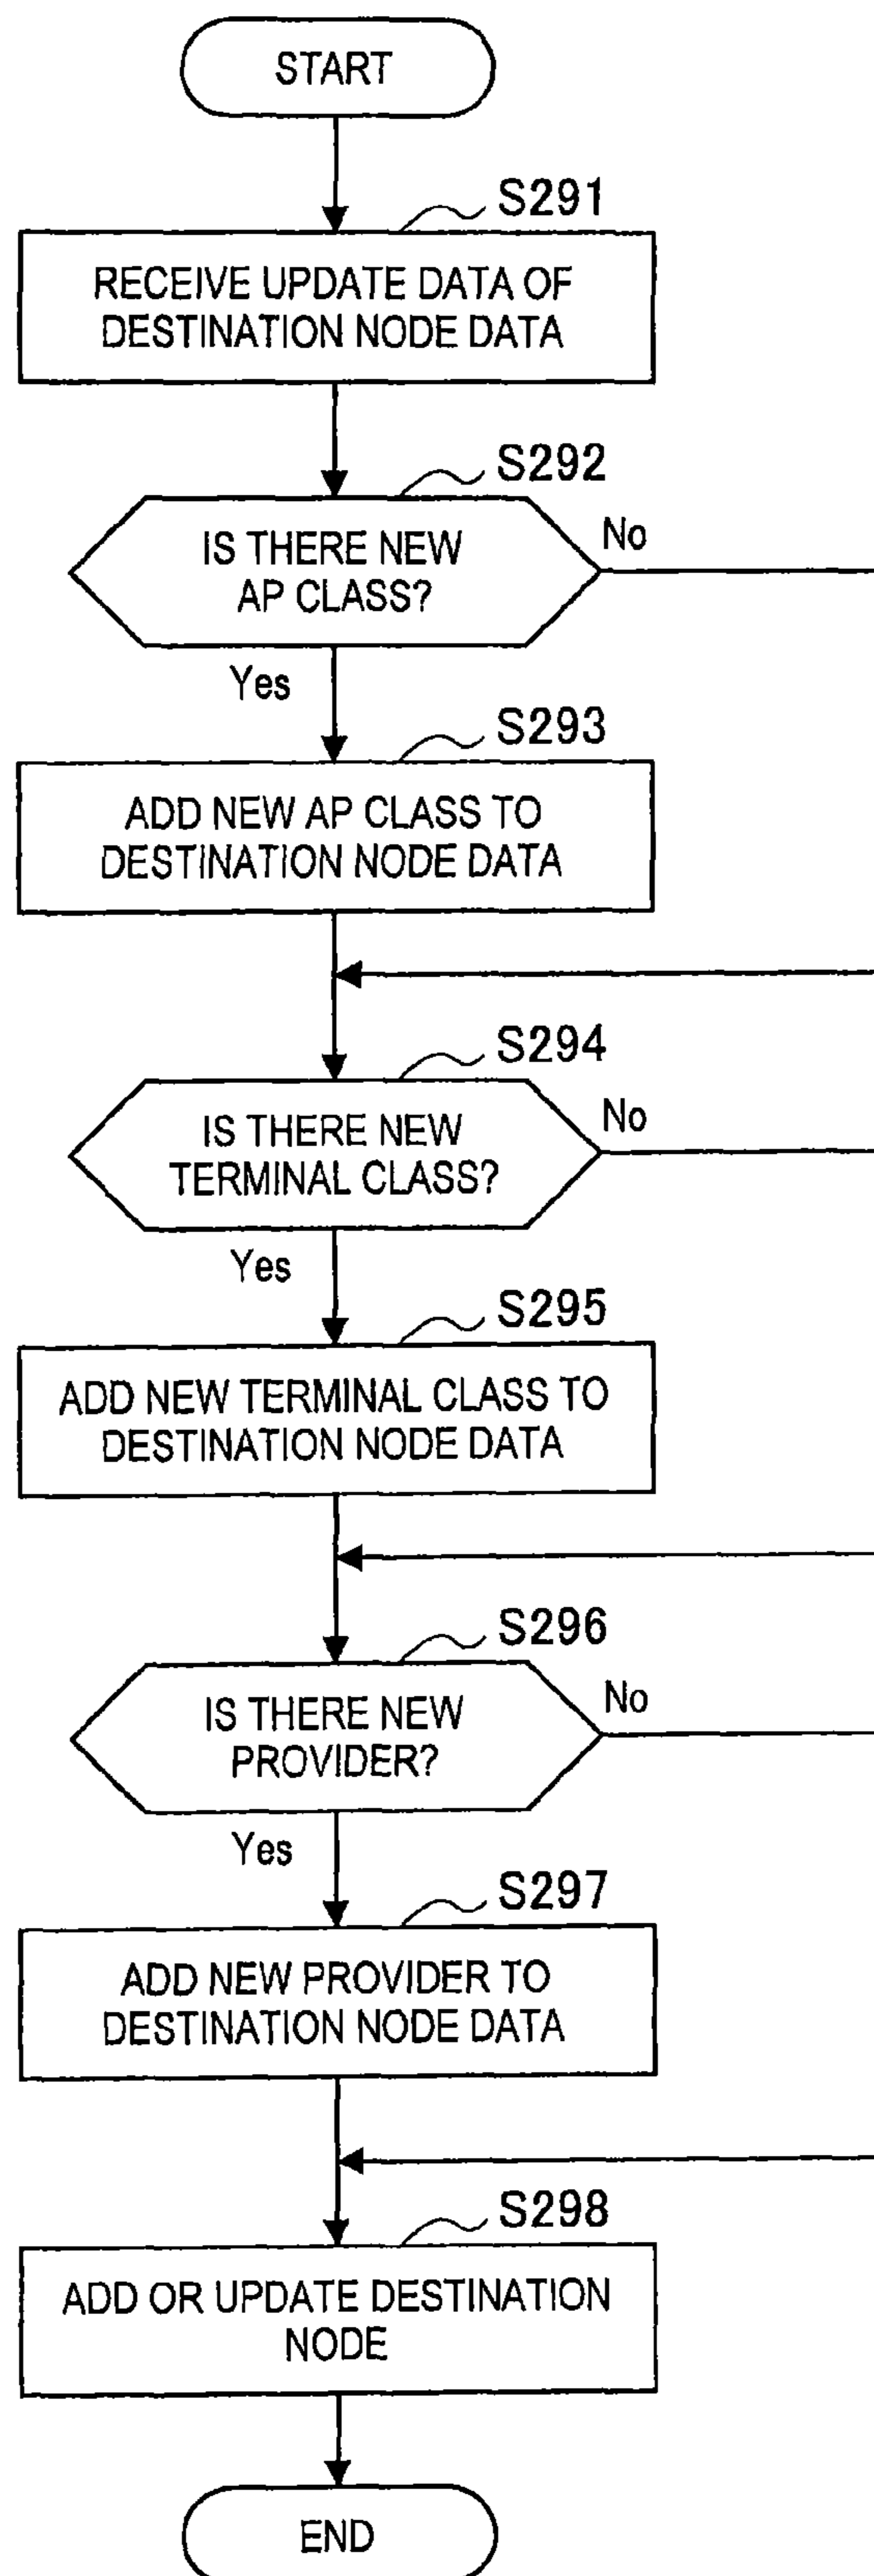 START
S291
RECEIVE UPDATE DATA OF
DESTINATION NODE DATA
S292
IS THERE NEW
AP CLASS?
No
Yes
S293
ADD NEW AP CLASS TO
DESTINATION NODE DATA
S294
IS THERE NEW
TERMINAL CLASS?
No
Yes
S295
ADD NEW TERMINAL CLASS TO
DESTINATION NODE DATA
S296
IS THERE NEW
PROVIDER?
No
Yes
S297
ADD NEW PROVIDER TO
DESTINATION NODE DATA
S298
ADD OR UPDATE DESTINATION
NODE
END